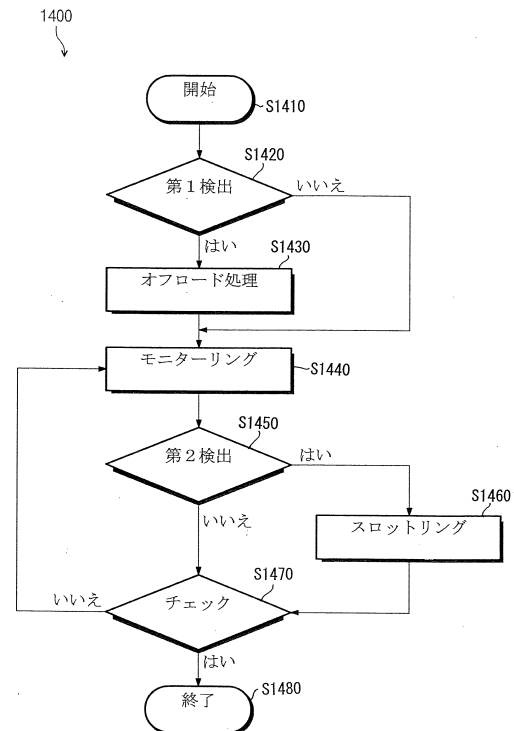 1400
開始
S1410
S1420
第1検出
いいえ
はい
S1430
オフロード処理
モニターリング
S1440
S1450
第2検出
はい
S1460
いいえ
スロットリング
S1470
いいえ
チェック
はい
S1480
終了